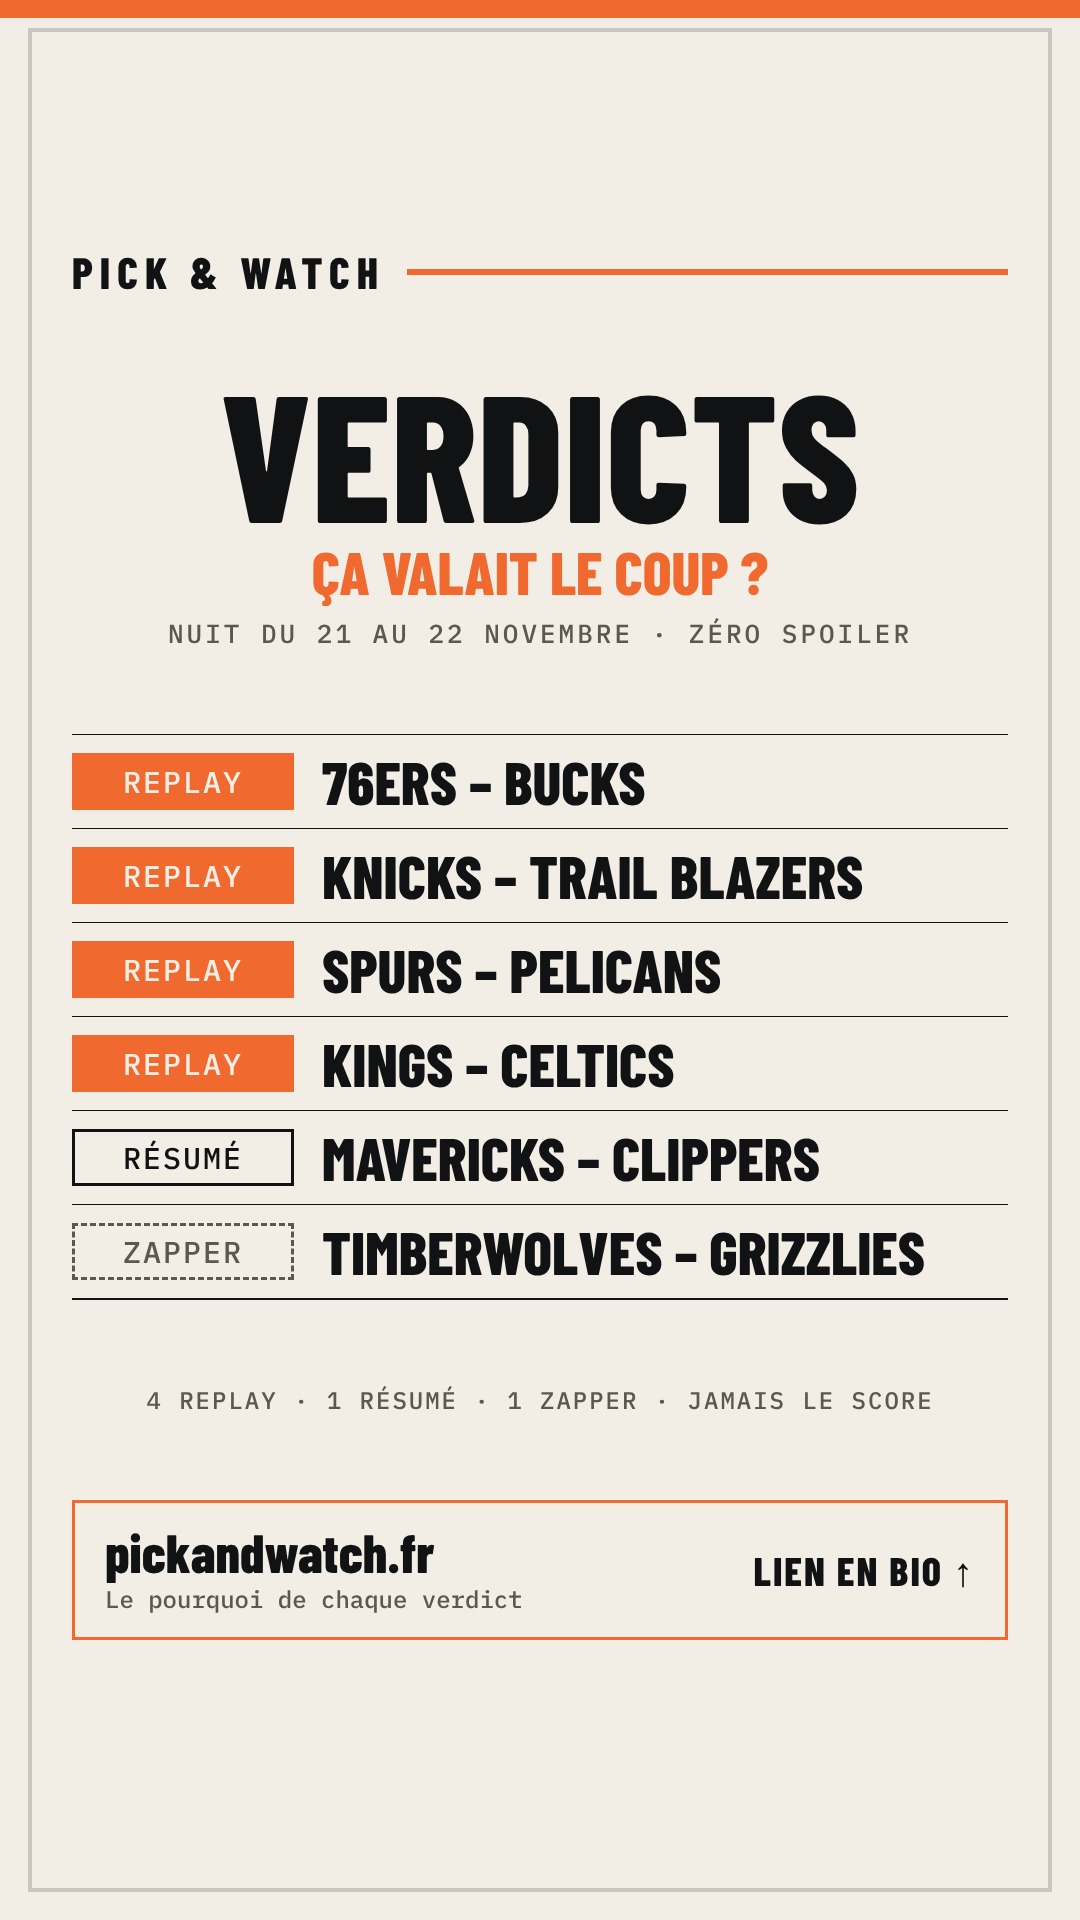 PICK & WATCH
VERDICTS
ÇA VALAIT LE COUP ?
NUIT DU 21 AU 22 NOVEMBRE · ZÉRO SPOILER
REPLAY 76ERS – BUCKS
REPLAY KNICKS – TRAIL BLAZERS
REPLAY SPURS – PELICANS
REPLAY KINGS – CELTICS
RÉSUMÉ MAVERICKS – CLIPPERS
ZAPPER TIMBERWOLVES – GRIZZLIES
4 REPLAY · 1 RÉSUMÉ · 1 ZAPPER · JAMAIS LE SCORE
pickandwatch.fr
Le pourquoi de chaque verdict
LIEN EN BIO ↑